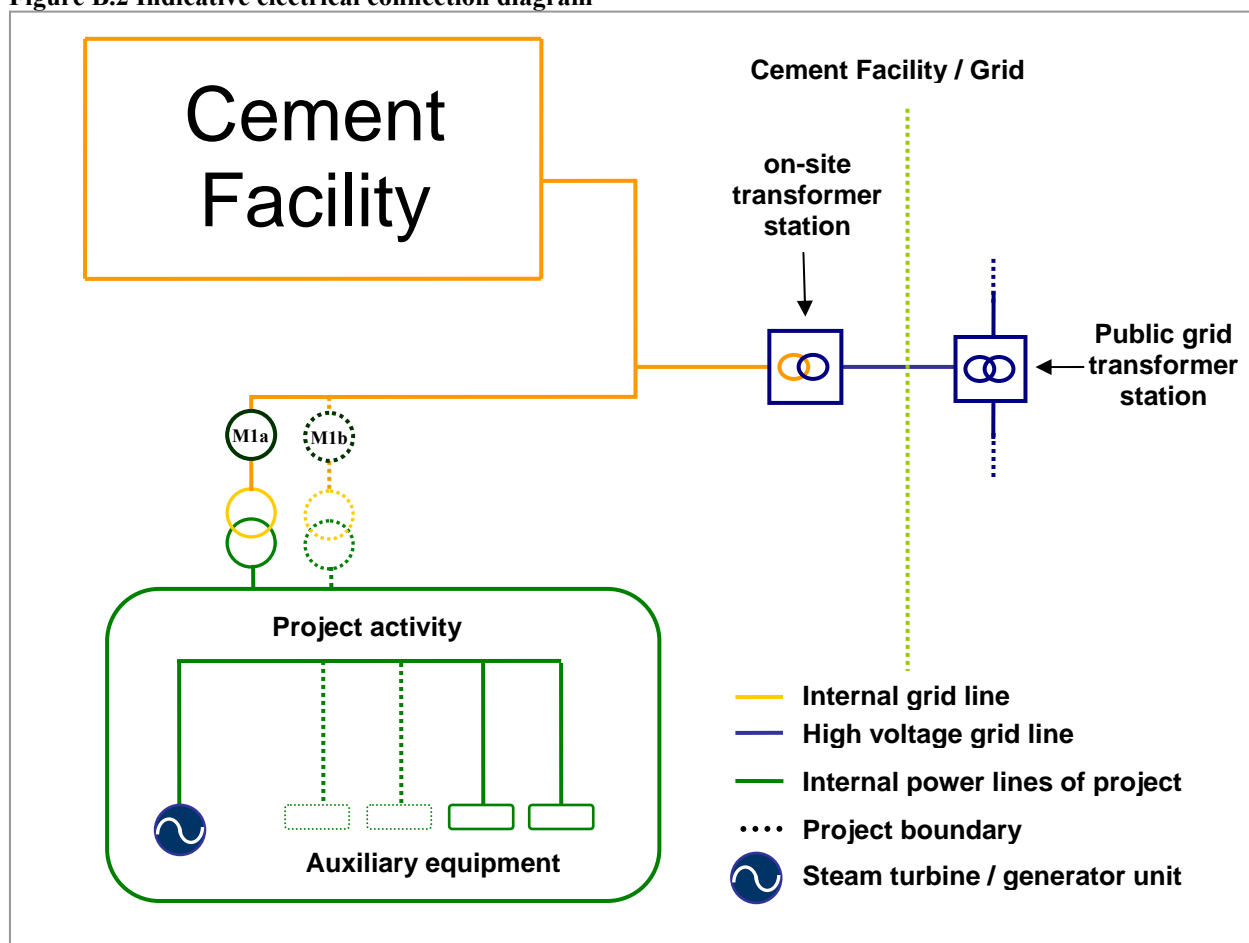 Figure B.2 Indicative electrical connection diagram
Cement
Facility
Cement Facility / Grid
on-site
transformer
station
Public grid
transformer
station
M1a
M1b
Project activity
Auxiliary equipment
Internal grid line
High voltage grid line
Internal power lines of project
Project boundary
Steam turbine / generator unit